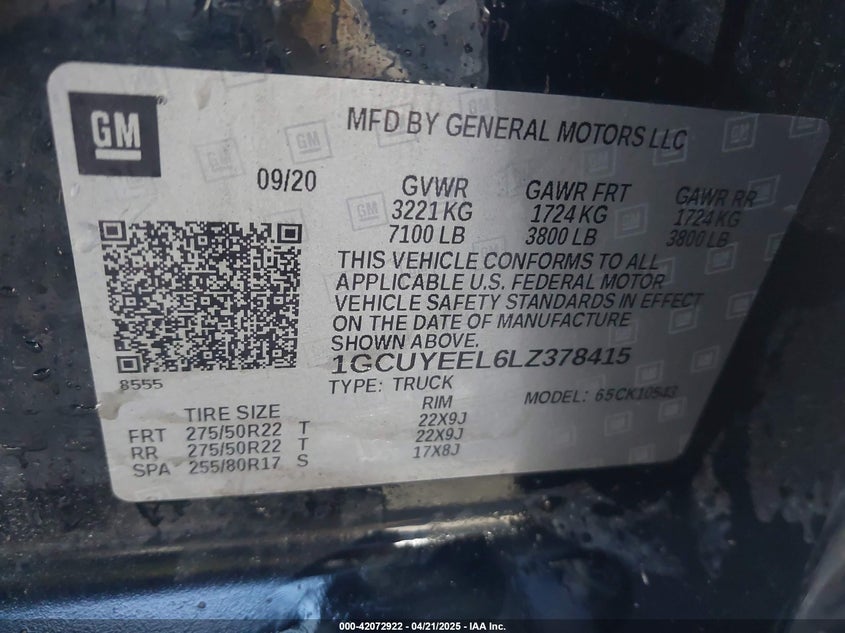 GM
MFD BY GENERAL MOTORS LLC
09/20
GVWR GAWR FRT GAWR RR
3221 KG 1724 KG 1724 KG
7100 LB 3800 LB 3800 LB
THIS VEHICLE CONFORMS TO ALL
APPLICABLE U.S. FEDERAL MOTOR
VEHICLE SAFETY STANDARDS IN EFFECT
ON THE DATE OF MANUFACTURE
SHOWN ABOVE.
1GCUYEEL6LZ378415
8555
TYPE: TRUCK
MODEL: 65CK10543
TIRE SIZE RIM
FRT 275/50R22 T 22X9J
RR 275/50R22 T 22X9J
SPA 255/80R17 S 17X8J
000-42072922 - 04/21/2025 - IAA Inc.